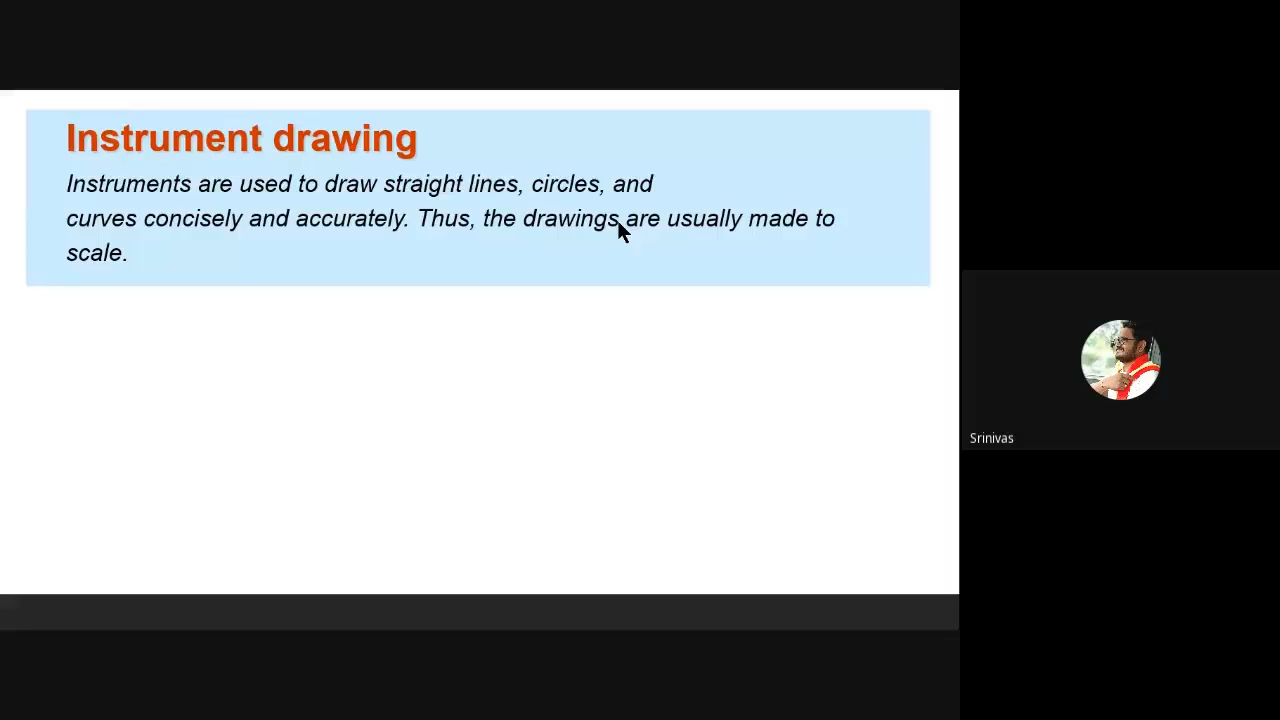 Instrument drawing
Instruments are used to draw straight lines, circles, and
curves concisely and accurately. Thus, the drawings are usually made to
scale.
Srinivas